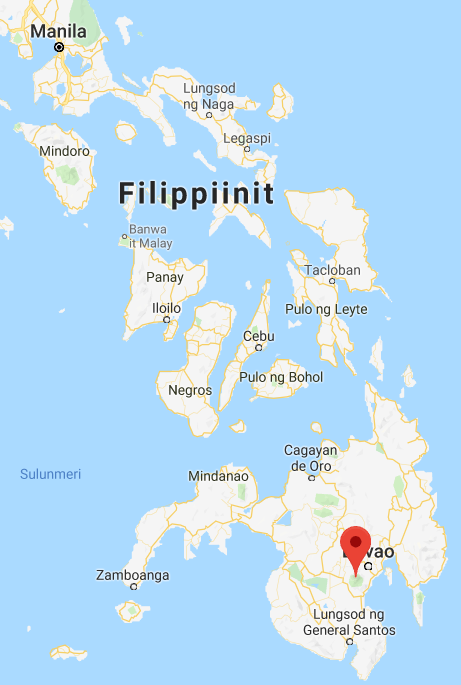 Manila
Lungsod
ng Naga
Legaspi
Mindoro
Filippiinit
Banwa
it Malay
Tacloban
Panay
Iloilo
Pulo ng Leyte
Cebu
Pulo ng Bohol
Negros
Cagayan
de Oro
Sulunmeri
Mindanao
Zamboanga
Lungsod ng
General Santos